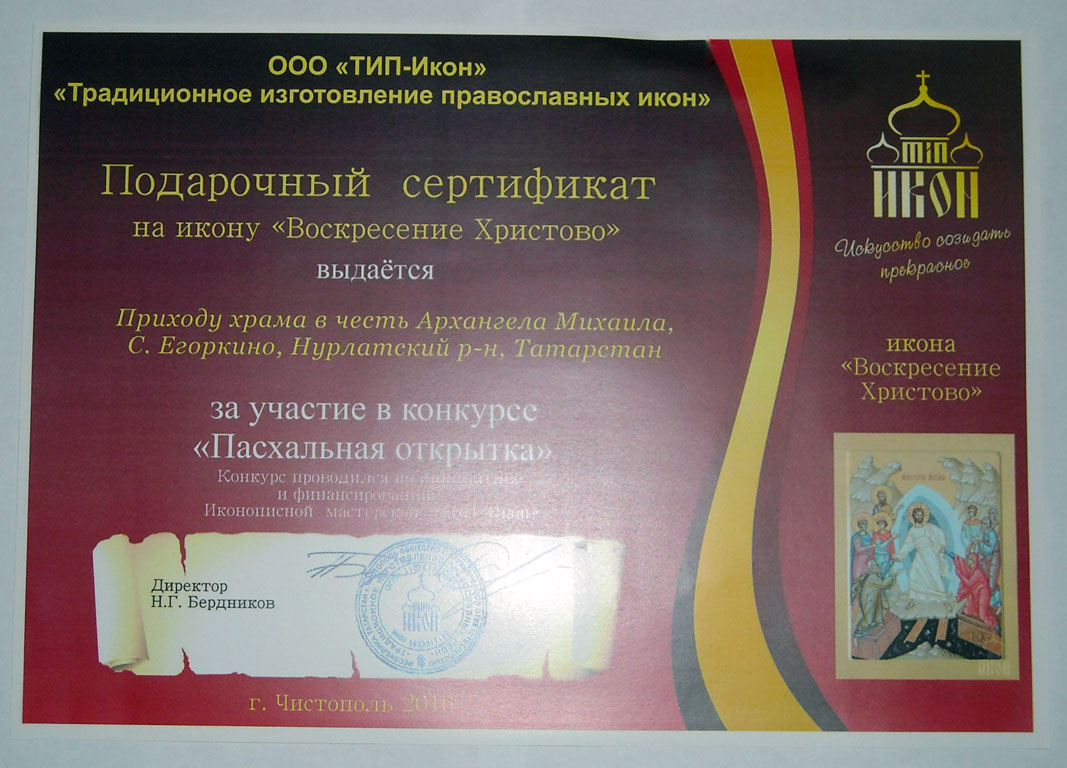 ООО «ТИП-Икон»
«Традиционное изготовление православных икон»
Подарочный сертификат
на икону «Воскресение Христово»
выдаётся
Приходу храма в честь Архангела Михаила,
С. Егоркино, Нурлатский р-н, Татарстан
за участие в конкурсе
«Пасхальная открытка»
Конкурс проводился
и финансировании
Иконописной мастерской
Директор
Н.Г. Бердников
г. Чистополь 2016
тип
икон
Искусство созидать
прекрасное
икона
«Воскресение
Христово»